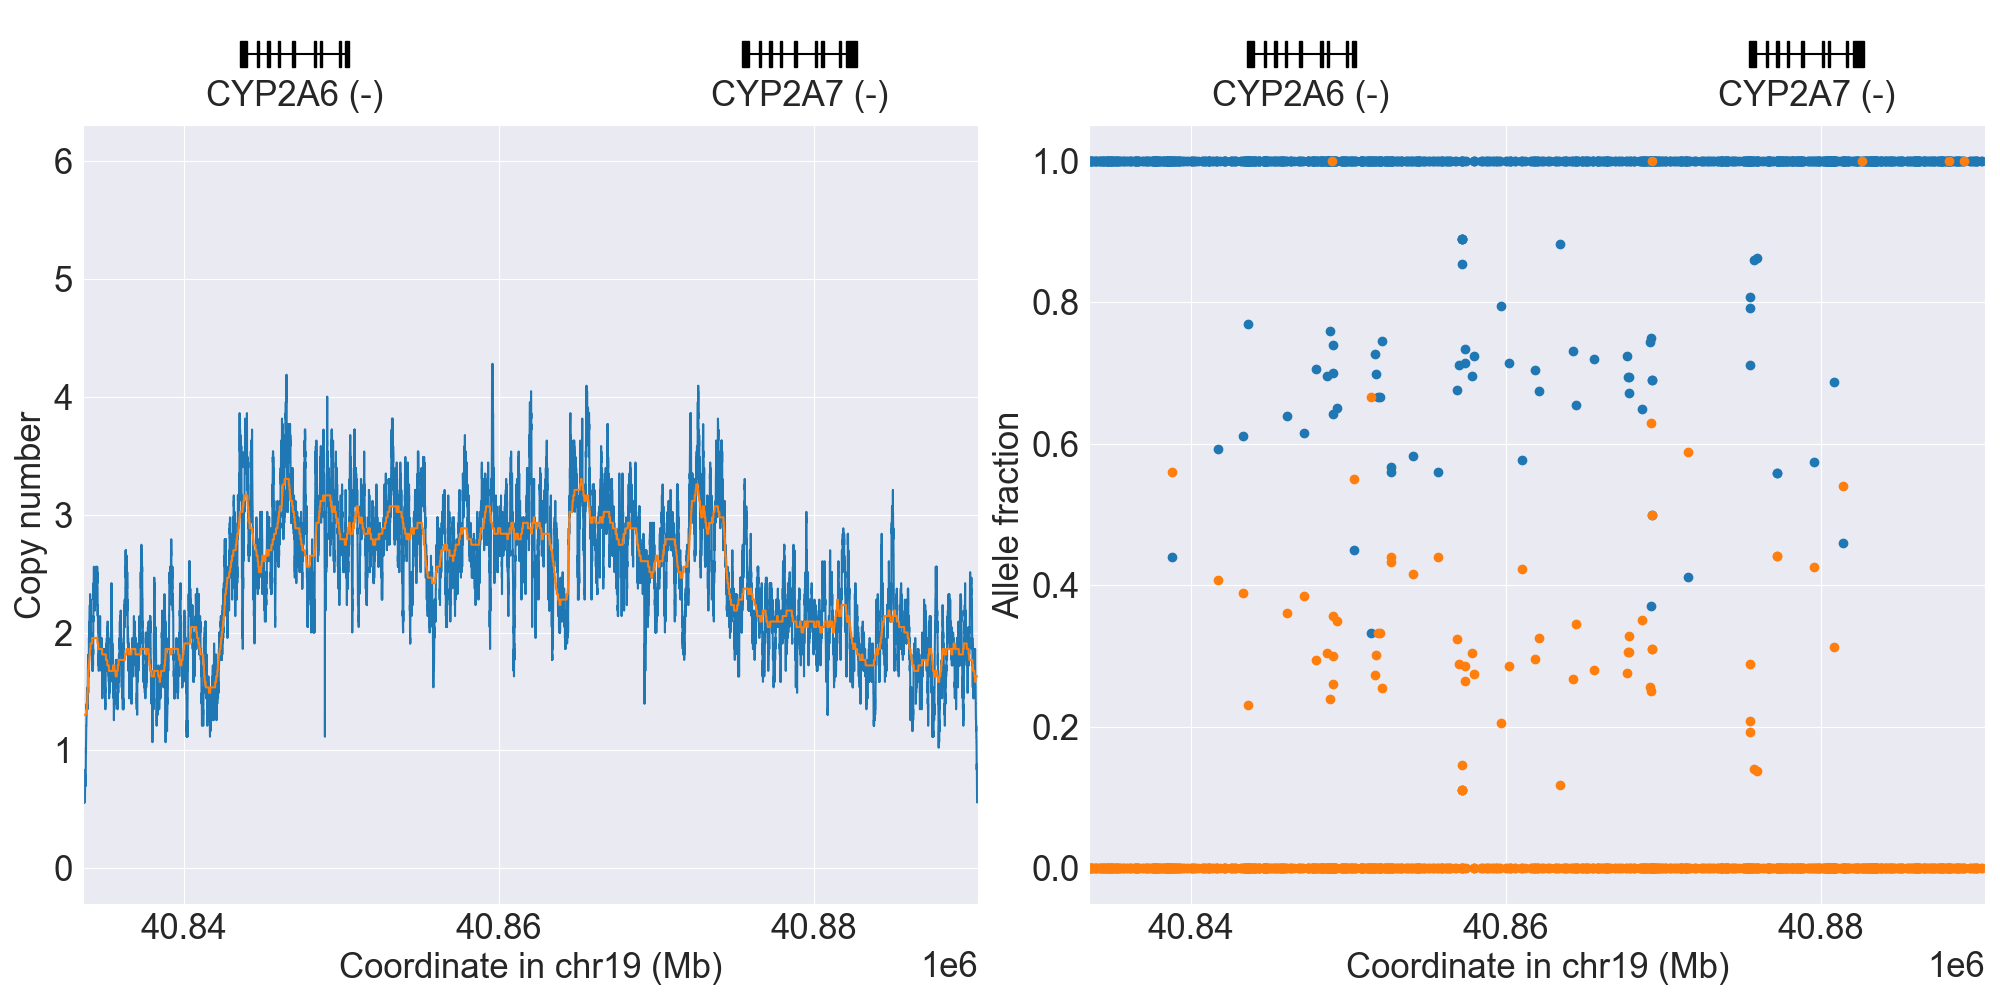 CYP2A6 (-)
CYP2A7 (-)
6
5
4
3
2
1
0
Copy number
40.84
40.86
40.88
Coordinate in chr19 (Mb)
1e6
CYP2A6 (-)
CYP2A7 (-)
1.0
0.8
0.6
0.4
0.2
0.0
Allele fraction
40.84
40.86
40.88
Coordinate in chr19 (Mb)
1e6